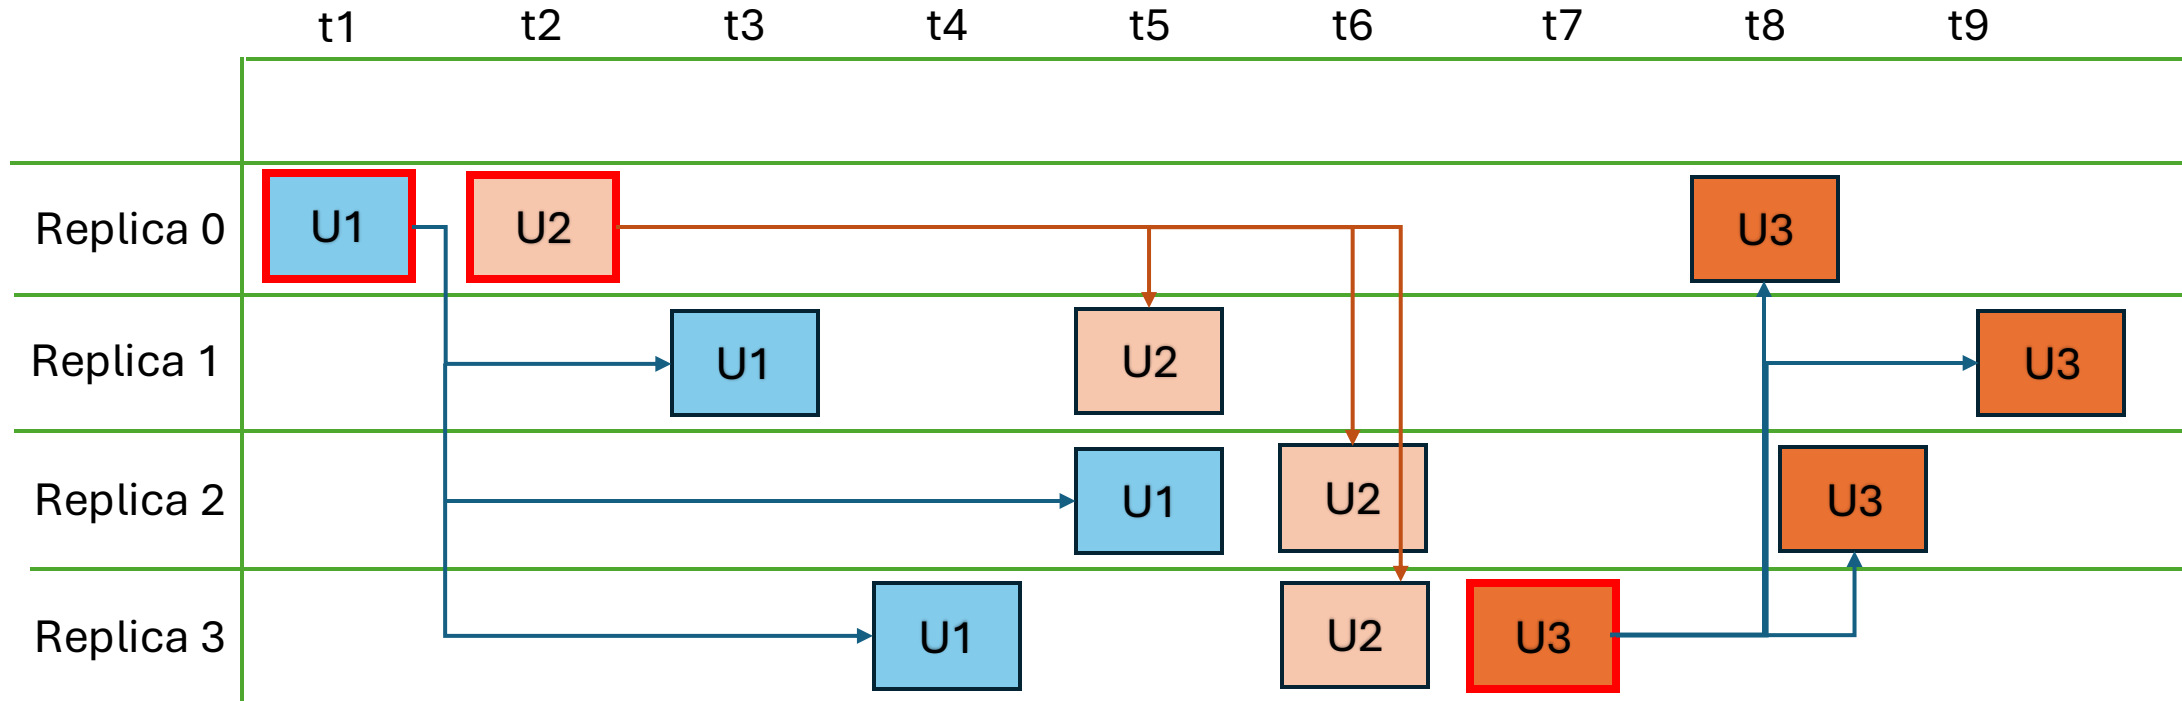 t1 t2 t3 t4 t5 t6 t7 t8 t9
Replica 0 U1 U2 U3
Replica 1 U1 U2 U3
Replica 2 U1 U2 U3
Replica 3 U1 U2 U3